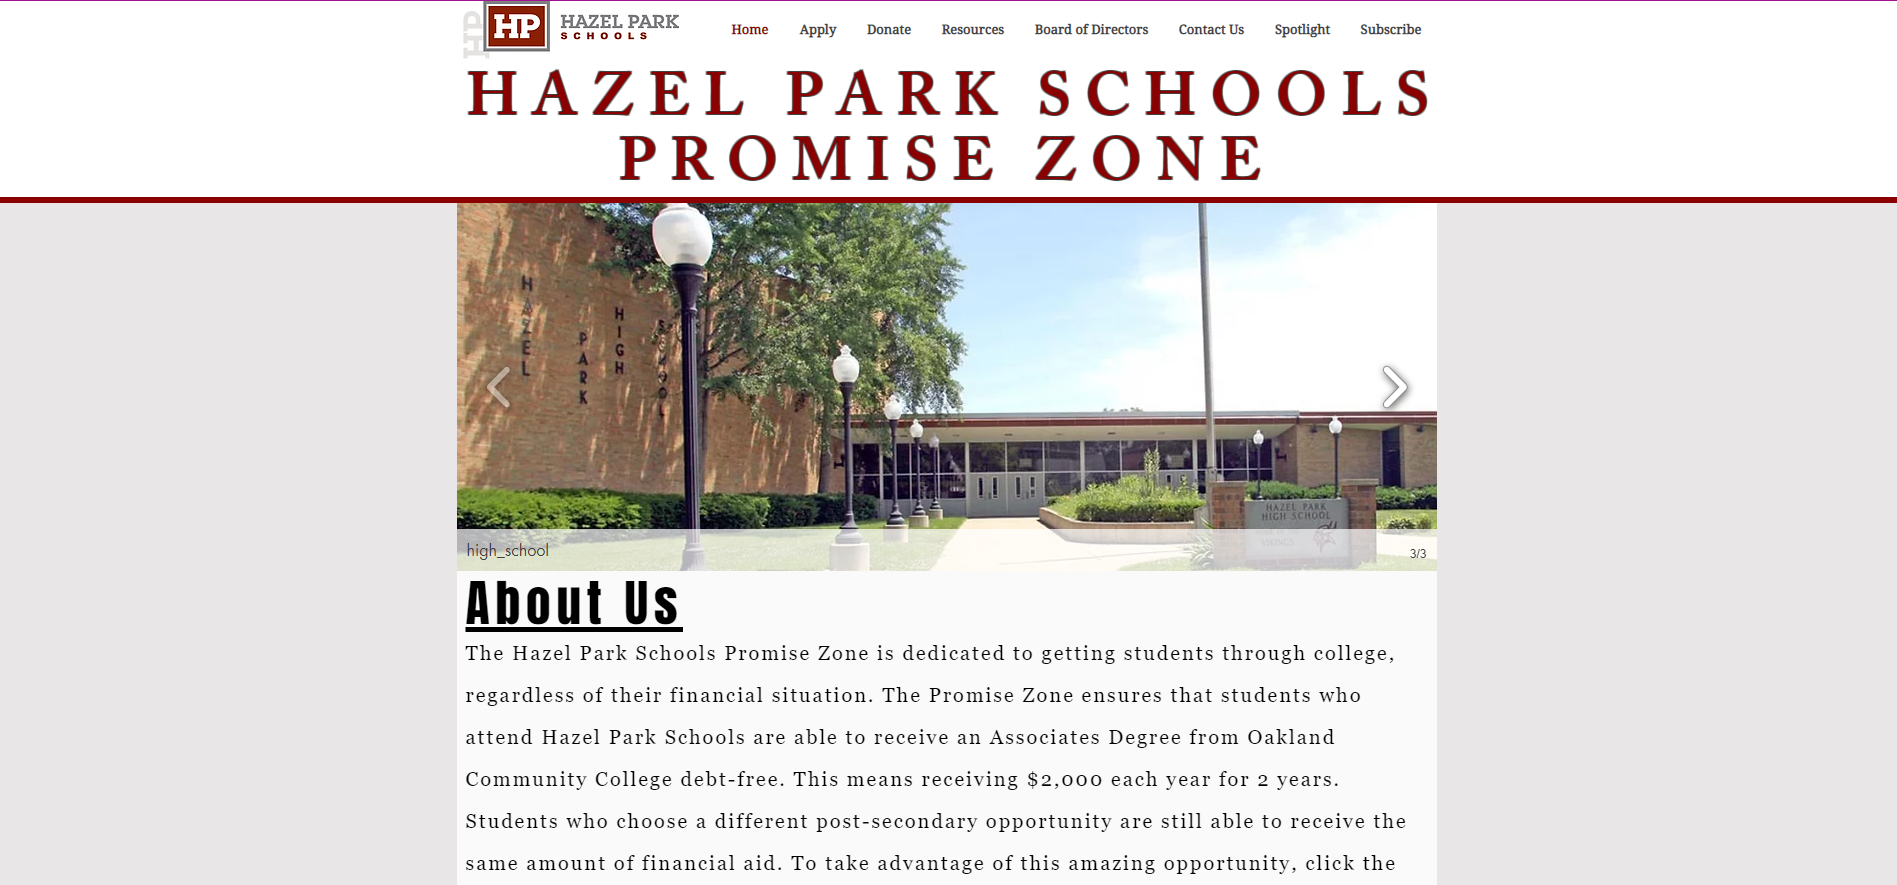 HP
HP
HAZEL PARK
SCHOOLS
Home Apply Donate Resources Board of Directors Contact Us Spotlight Subscribe
HAZEL PARK SCHOOLS
PROMISE ZONE
HAZEL
PARK
HIGH
SCHOOL
HAZEL PARK
HIGH SCHOOL
VIKINGS
high_school
3/3
About Us
The Hazel Park Schools Promise Zone is dedicated to getting students through college,
regardless of their financial situation. The Promise Zone ensures that students who
attend Hazel Park Schools are able to receive an Associates Degree from Oakland
Community College debt-free. This means receiving $2,000 each year for 2 years.
Students who choose a different post-secondary opportunity are still able to receive the
same amount of financial aid. To take advantage of this amazing opportunity, click the